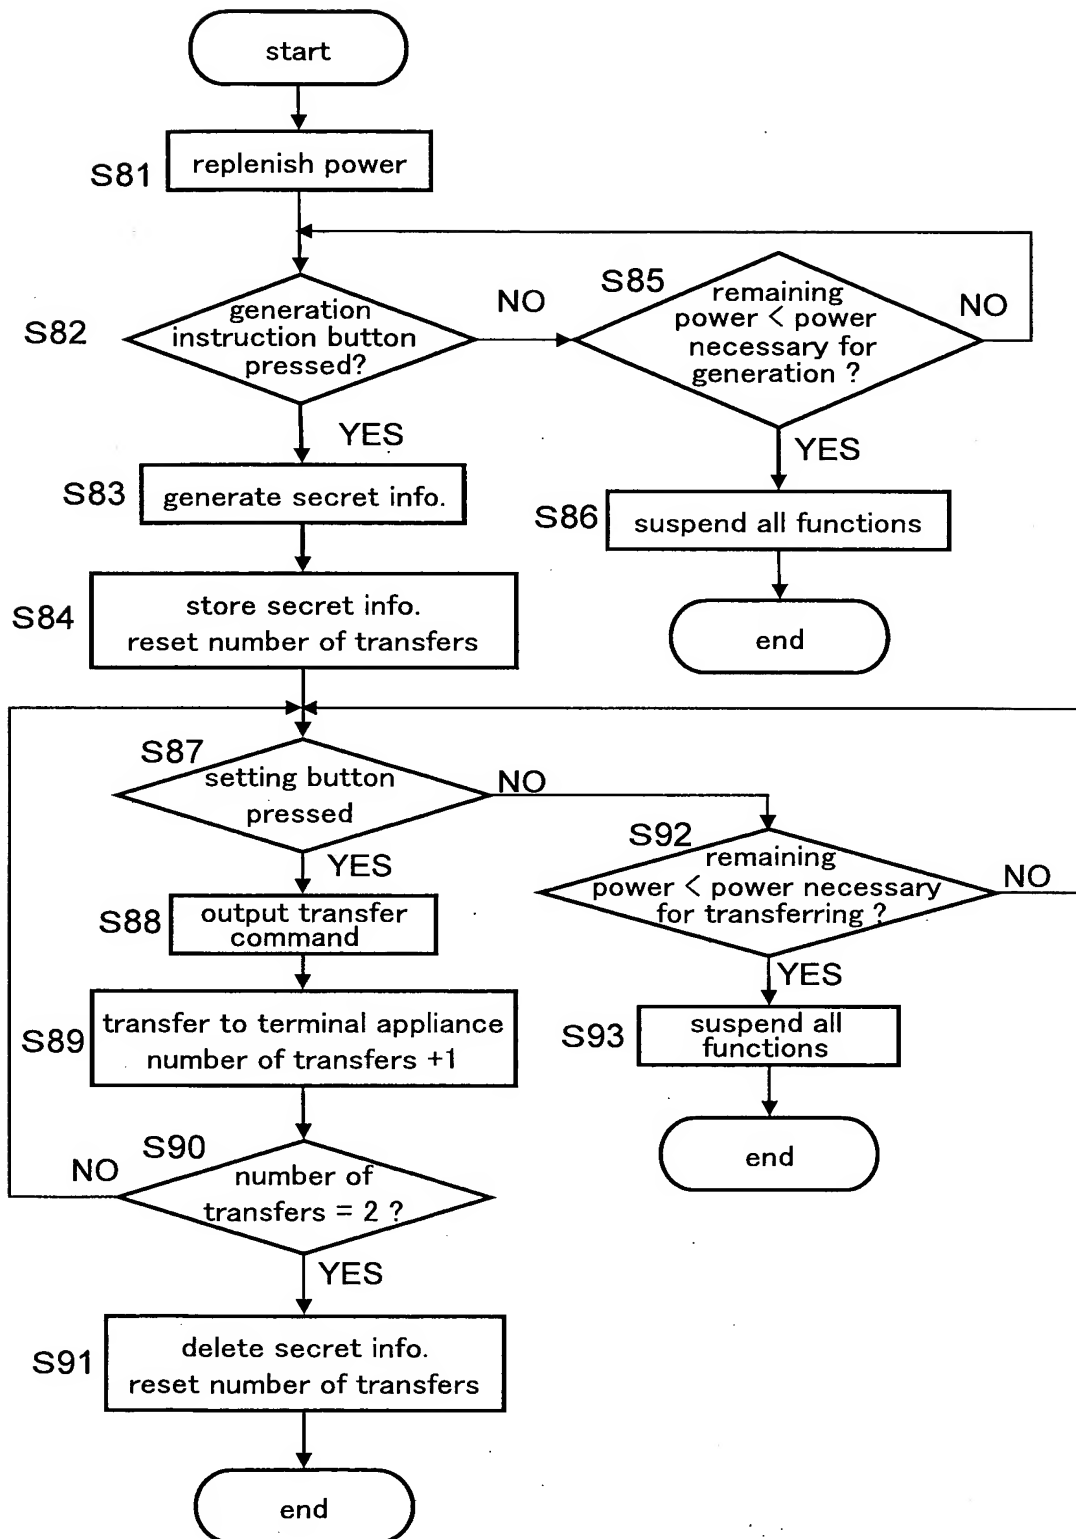 start
S81
replenish power
S82
generation
instruction button
pressed?
NO
S85
remaining
power < power
necessary for
generation ?
NO
YES
YES
S83
generate secret info.
S86
suspend all functions
S84
store secret info.
reset number of transfers
end
S87
setting button
pressed
NO
S92
remaining
power < power necessary
for transferring ?
NO
YES
S88
output transfer
command
YES
S89
transfer to terminal appliance
number of transfers +1
S93
suspend all
functions
S90
NO
number of
transfers = 2 ?
end
YES
S91
delete secret info.
reset number of transfers
end